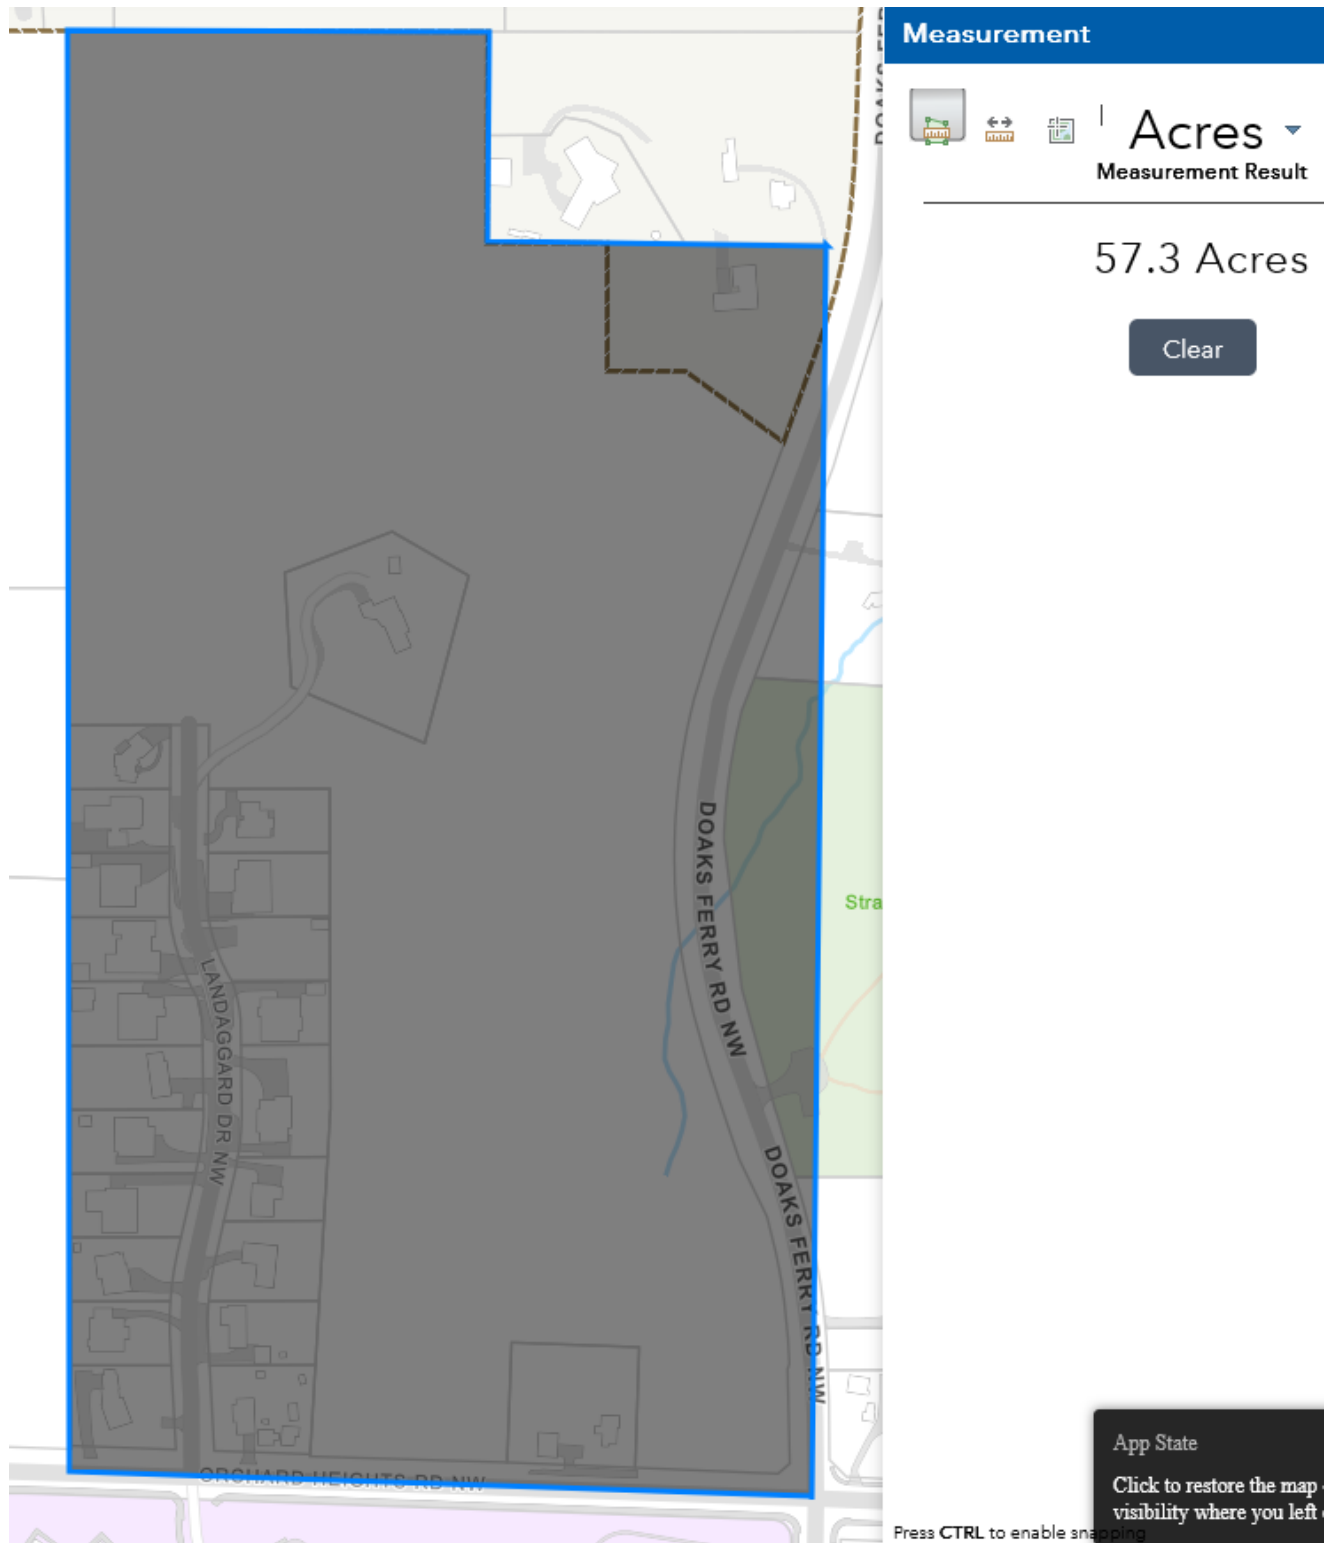 Measurement
Acres
Measurement Result
57.3 Acres
Clear
DOAKS FERRY RD NW
Stra
LANDAGGARD DR NW
DOAKS FERRY RD NW
ORCHARD HEIGHTS RD NW
App State
Click to restore the map
visibility where you left
Press CTRL to enable snapping